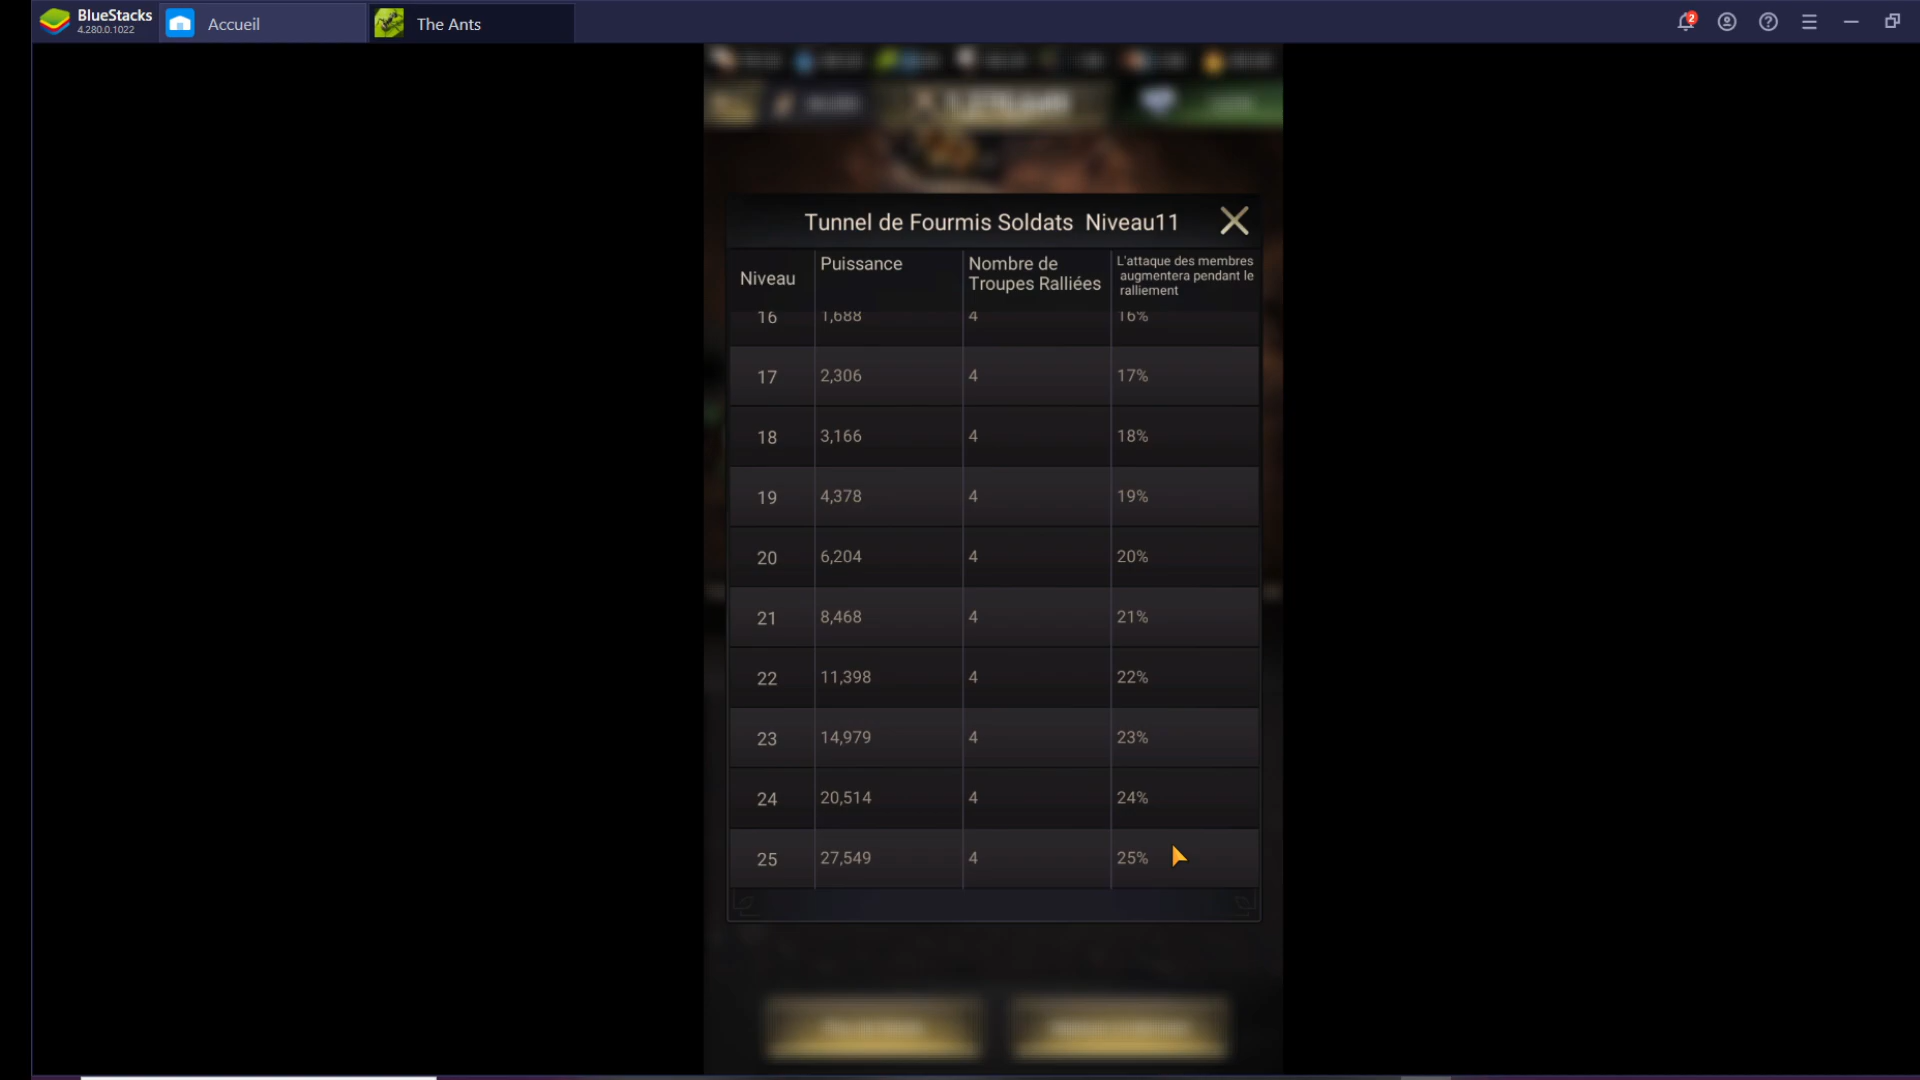 BlueStacks
4.280.0.1022
Accueil
The Ants
2
Tunnel de Fourmis Soldats Niveau11
Niveau
Puissance
Nombre de
Troupes Ralliées
L'attaque des membres
augmentera pendant le
ralliement
16 1,688 4 16%
17 2,306 4 17%
18 3,166 4 18%
19 4,378 4 19%
20 6,204 4 20%
21 8,468 4 21%
22 11,398 4 22%
23 14,979 4 23%
24 20,514 4 24%
25 27,549 4 25%